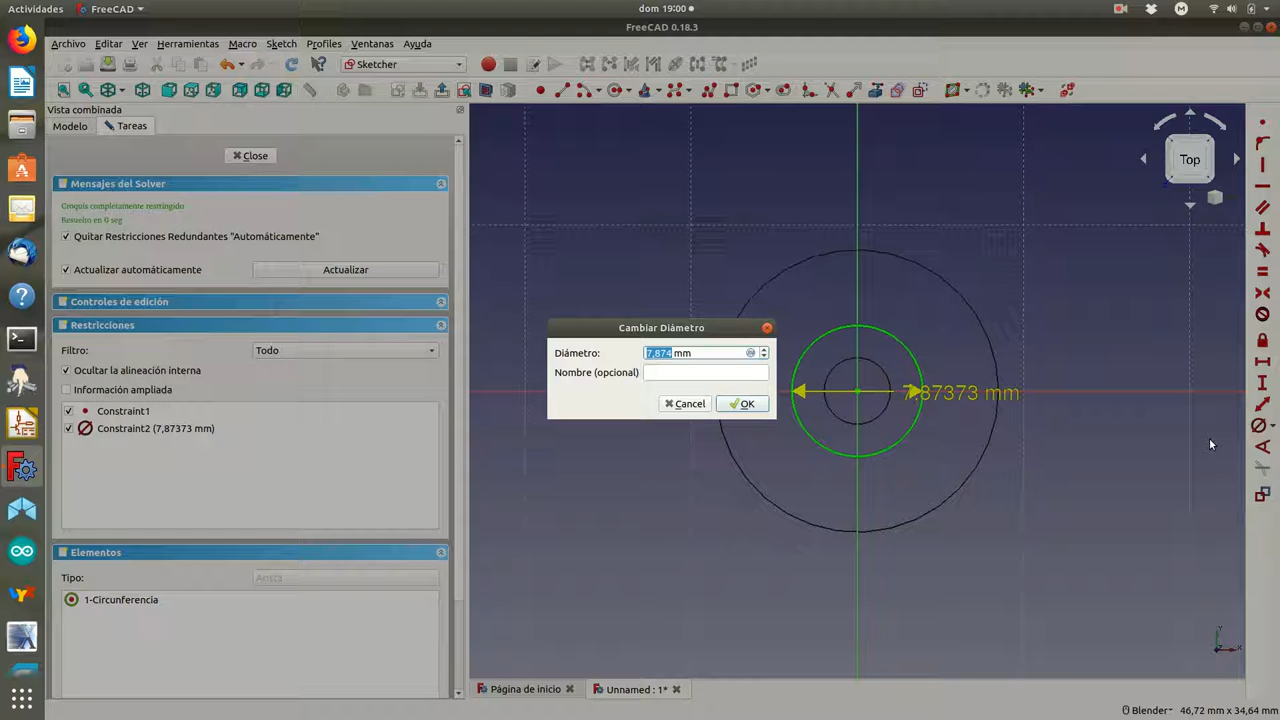 Actividades
FreeCAD
dom 19:00
FreeCAD 0.18.3
Archivo Editar Ver Herramientas Macro Sketch Profiles Ventanas Ayuda
Sketcher
Vista combinada
Modelo Tareas
Close
Mensajes del Solver
Croquis completamente restringido
Resuelto en 0 seg
Quitar Restricciones Redundantes "Automáticamente"
Actualizar automáticamente
Actualizar
Controles de edición
Restricciones
Filtro:
Todo
Ocultar la alineación interna
Información ampliada
Constraint1
Constraint2 (7,87373 mm)
Elementos
Tipo:
Arista
1-Circunferencia
Top
Cambiar Diámetro
Diámetro:
7,874 mm
Nombre (opcional)
Cancel
OK
7,87373 mm
Y
X
Página de inicio
Unnamed : 1*
Blender
46,72 mm x 34,64 mm